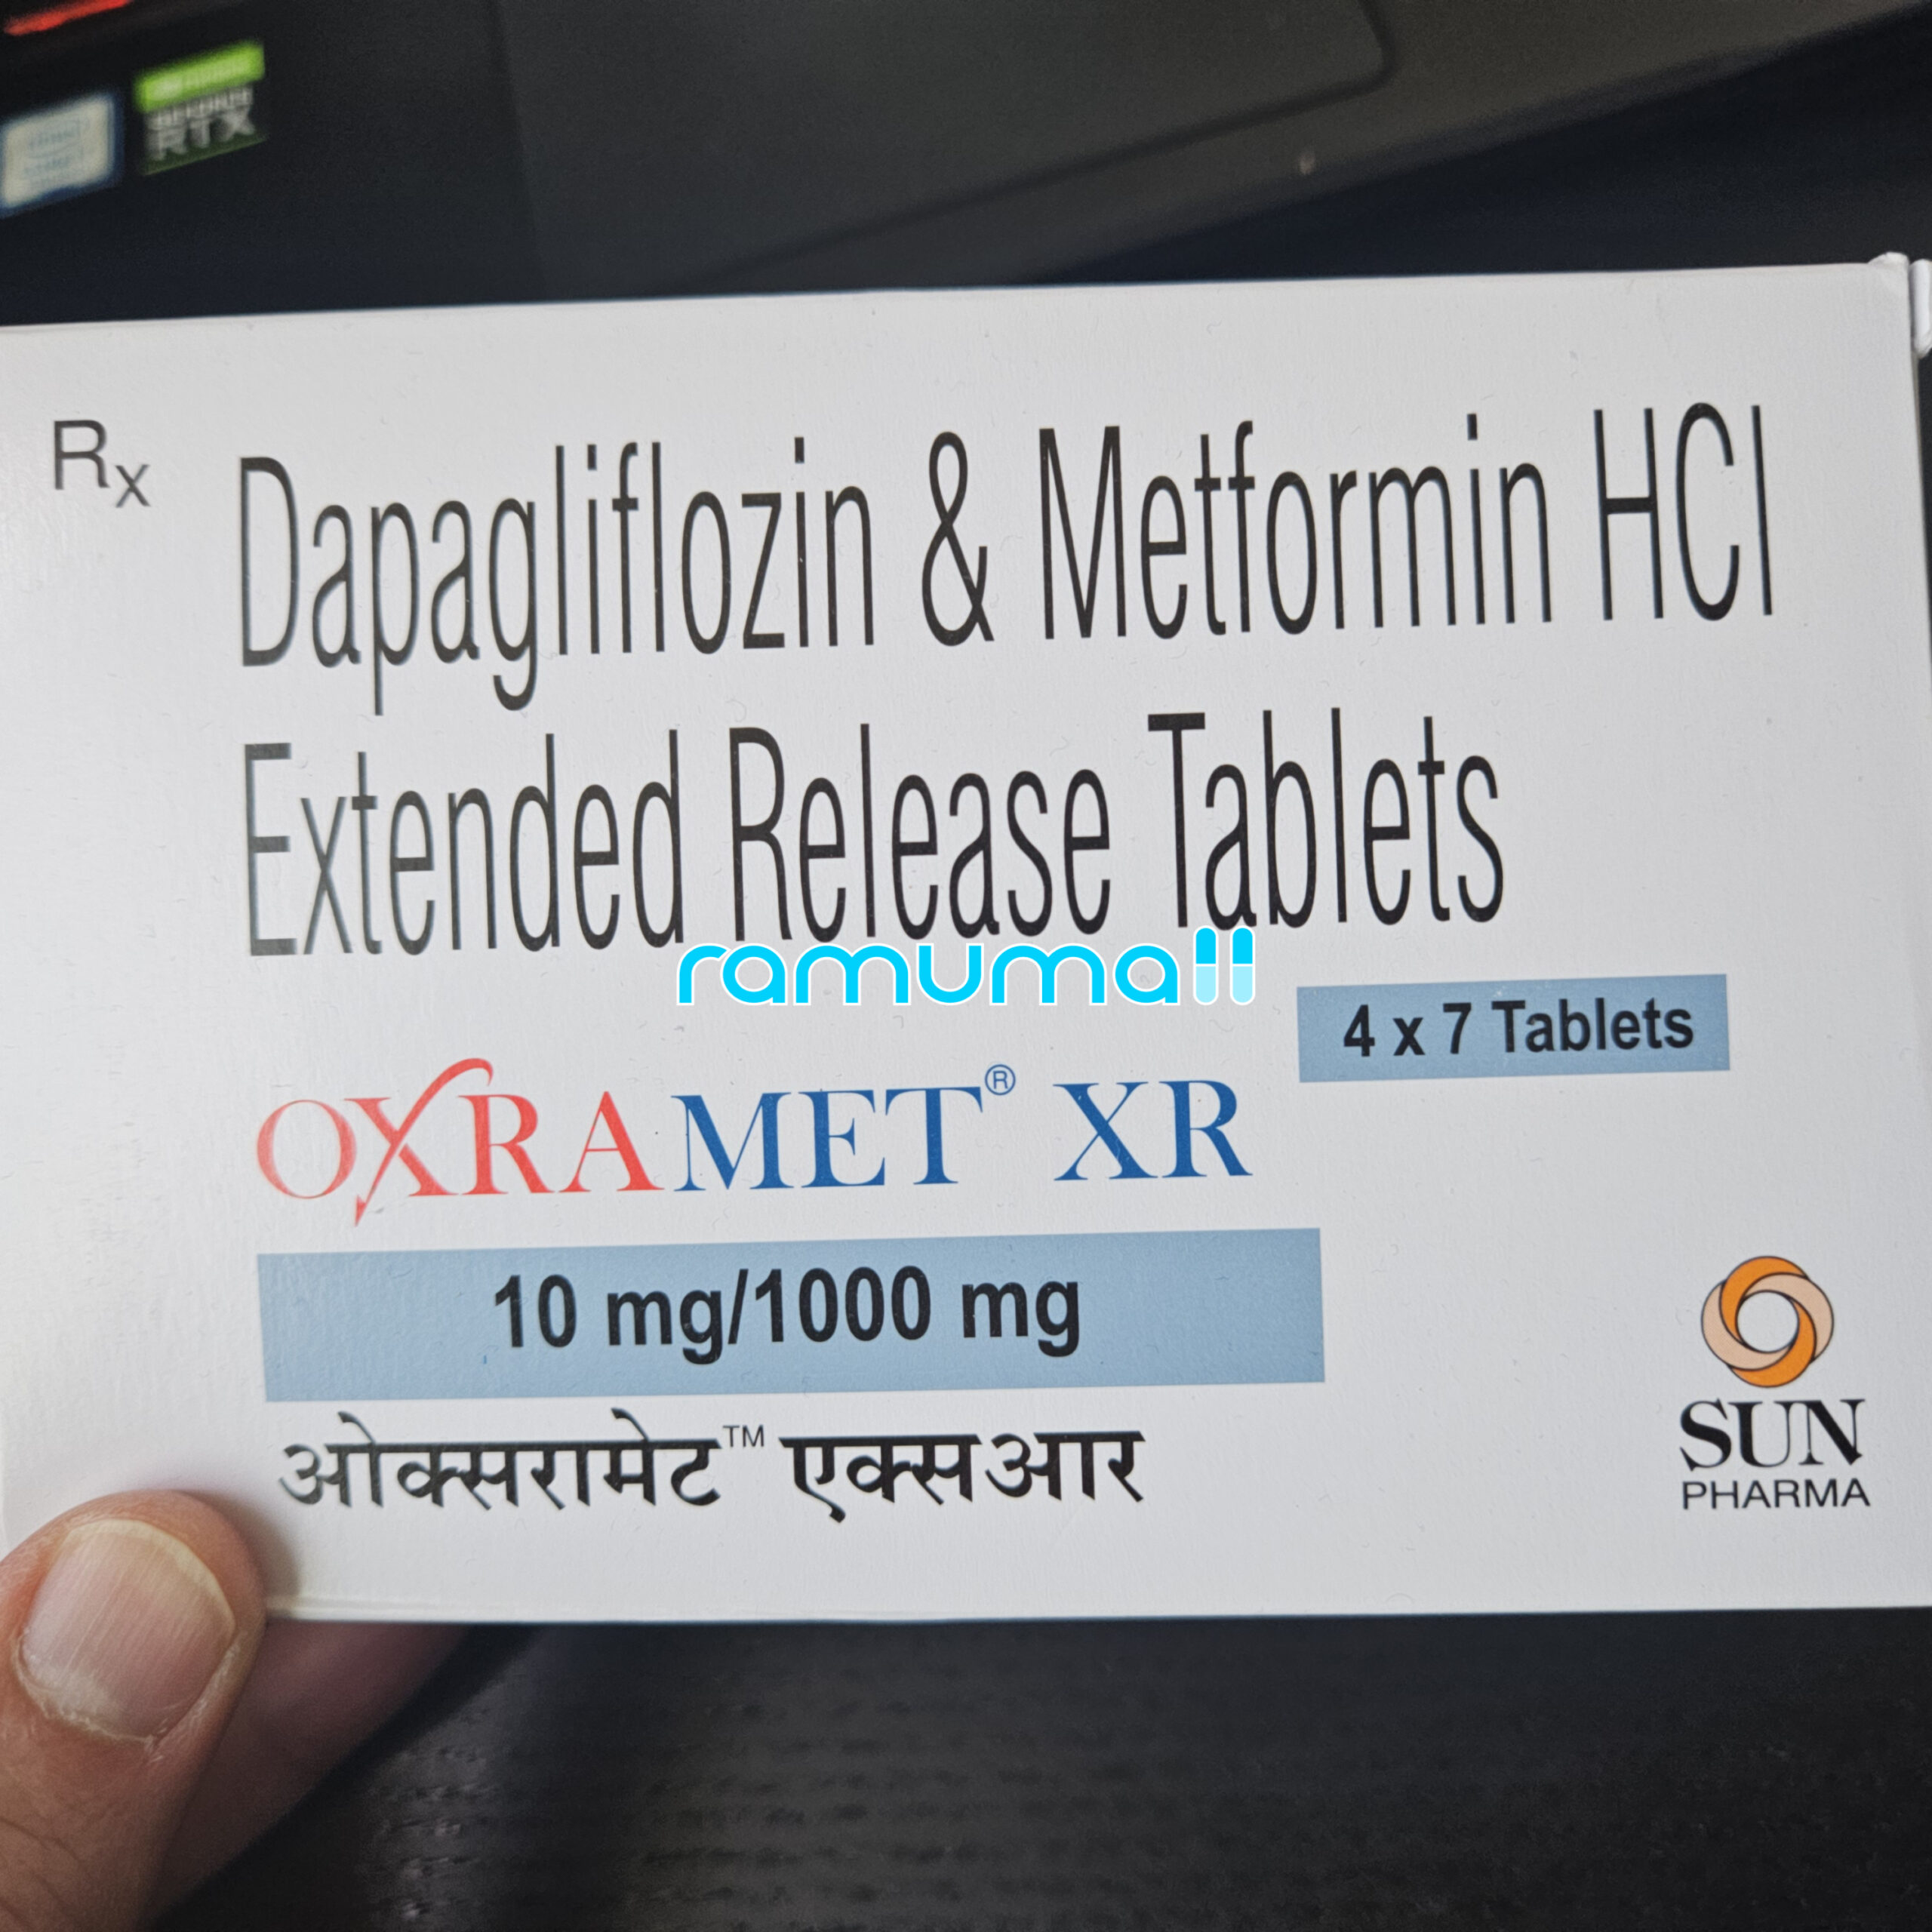 RTX
Rx
Dapagliflozin & Metformin HCl
Extended Release Tablets
ramumall
4 x 7 Tablets
OXRAMET® XR
10 mg/1000 mg
ओक्सरामेट™ एक्सआर
SUN
PHARMA